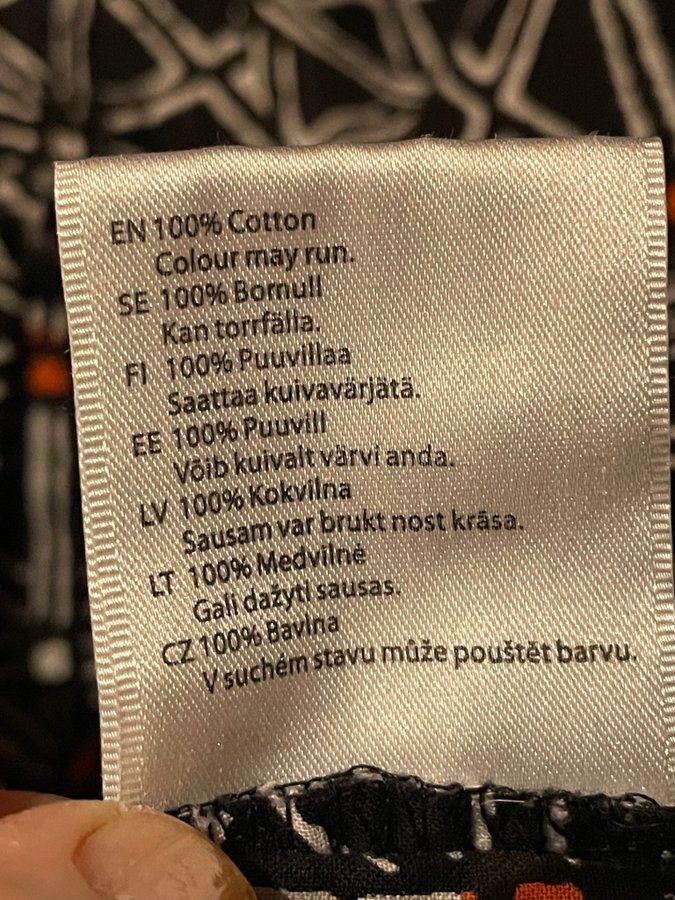 EN 100% Cotton
Colour may run.
SE 100% Bomull
Kan torrfälla.
FI 100% Puuvillaa
Saattaa kuivavärjätä.
EE 100% Puuvill
Võib kuivalt värvi anda.
LV 100% Kokvilna
Sausam var brukt nost krāsa.
LT 100% Medvilnė
Gali dažyti sausas.
CZ 100% Bavlna
V suchém stavu může pouštět barvu.